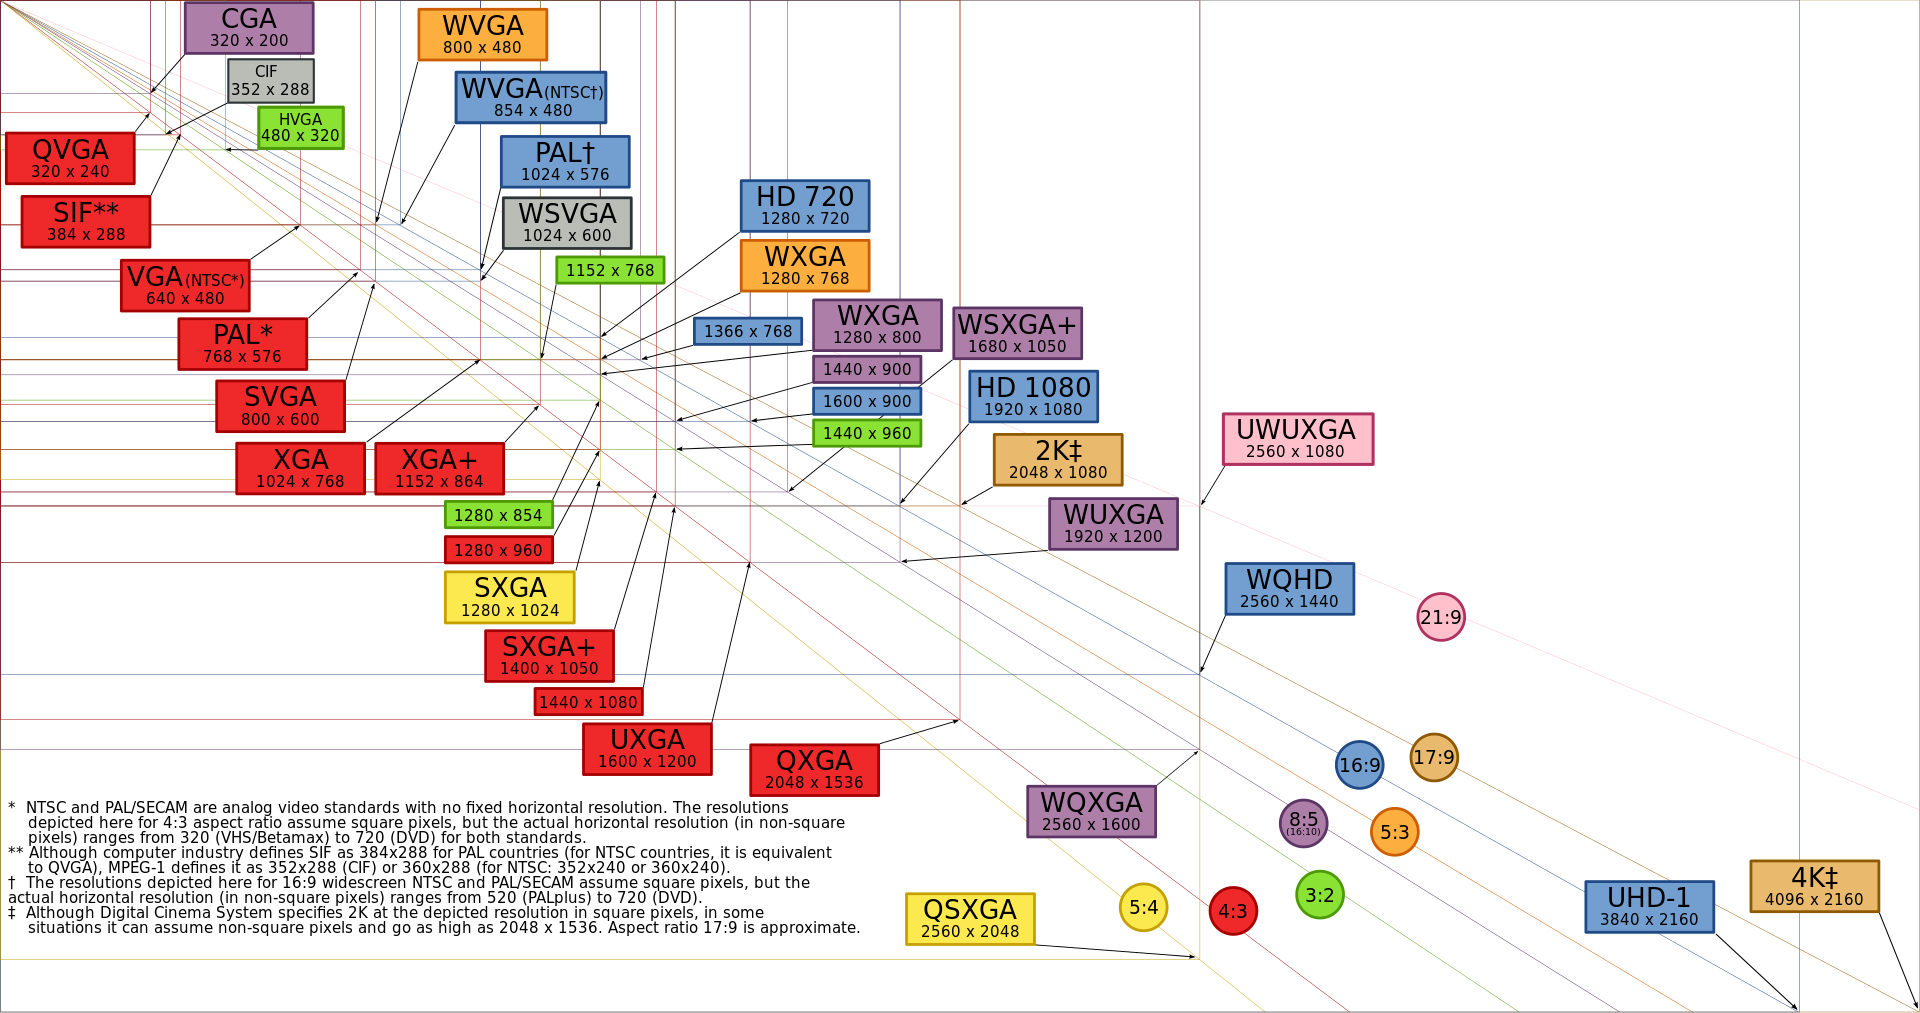 CGA
320 x 200
CIF
352 x 288
HVGA
480 x 320
QVGA
320 x 240
SIF**
384 x 288
VGA(NTSC*)
640 x 480
PAL*
768 x 576
SVGA
800 x 600
XGA
1024 x 768
XGA+
1152 x 864
WVGA
800 x 480
WVGA(NTSC†)
854 x 480
PAL†
1024 x 576
WSVGA
1024 x 600
1152 x 768
HD 720
1280 x 720
WXGA
1280 x 768
1366 x 768
WXGA
1280 x 800
1440 x 900
1600 x 900
1440 x 960
WSXGA+
1680 x 1050
HD 1080
1920 x 1080
2K‡
2048 x 1080
WUXGA
1920 x 1200
UWUXGA
2560 x 1080
WQHD
2560 x 1440
1280 x 854
1280 x 960
SXGA
1280 x 1024
SXGA+
1400 x 1050
1440 x 1080
UXGA
1600 x 1200
QXGA
2048 x 1536
WQXGA
2560 x 1600
QSXGA
2560 x 2048
UHD-1
3840 x 2160
4K‡
4096 x 2160
21:9
16:9
17:9
8:5
(16:10)
5:3
3:2
5:4
4:3
* NTSC and PAL/SECAM are analog video standards with no fixed horizontal resolution. The resolutions
depicted here for 4:3 aspect ratio assume square pixels, but the actual horizontal resolution (in non-square
pixels) ranges from 320 (VHS/Betamax) to 720 (DVD) for both standards.
** Although computer industry defines SIF as 384x288 for PAL countries (for NTSC countries, it is equivalent
to QVGA), MPEG-1 defines it as 352x288 (CIF) or 360x288 (for NTSC: 352x240 or 360x240).
† The resolutions depicted here for 16:9 widescreen NTSC and PAL/SECAM assume square pixels, but the
actual horizontal resolution (in non-square pixels) ranges from 520 (PALplus) to 720 (DVD).
‡ Although Digital Cinema System specifies 2K at the depicted resolution in square pixels, in some
situations it can assume non-square pixels and go as high as 2048 x 1536. Aspect ratio 17:9 is approximate.